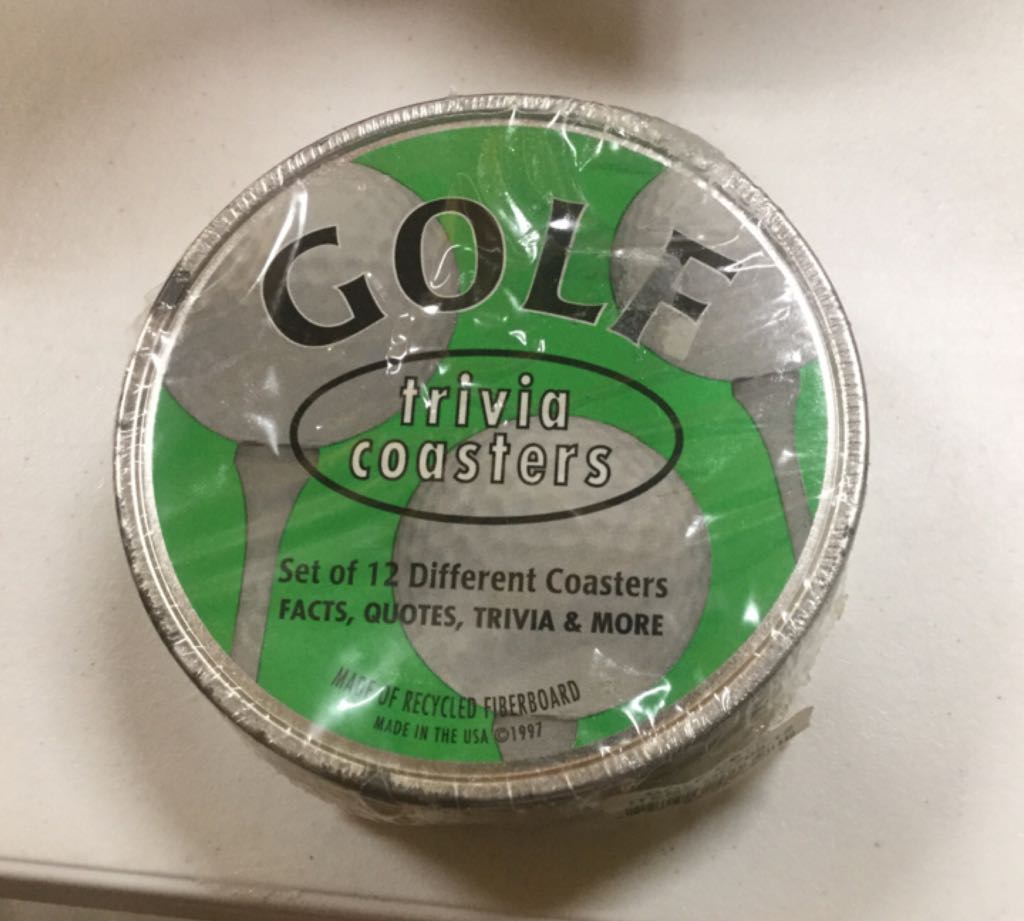 GOLF
trivia
coasters
Set of 12 Different Coasters
FACTS, QUOTES, TRIVIA & MORE
MADE OF RECYCLED FIBERBOARD
MADE IN THE USA ©1997